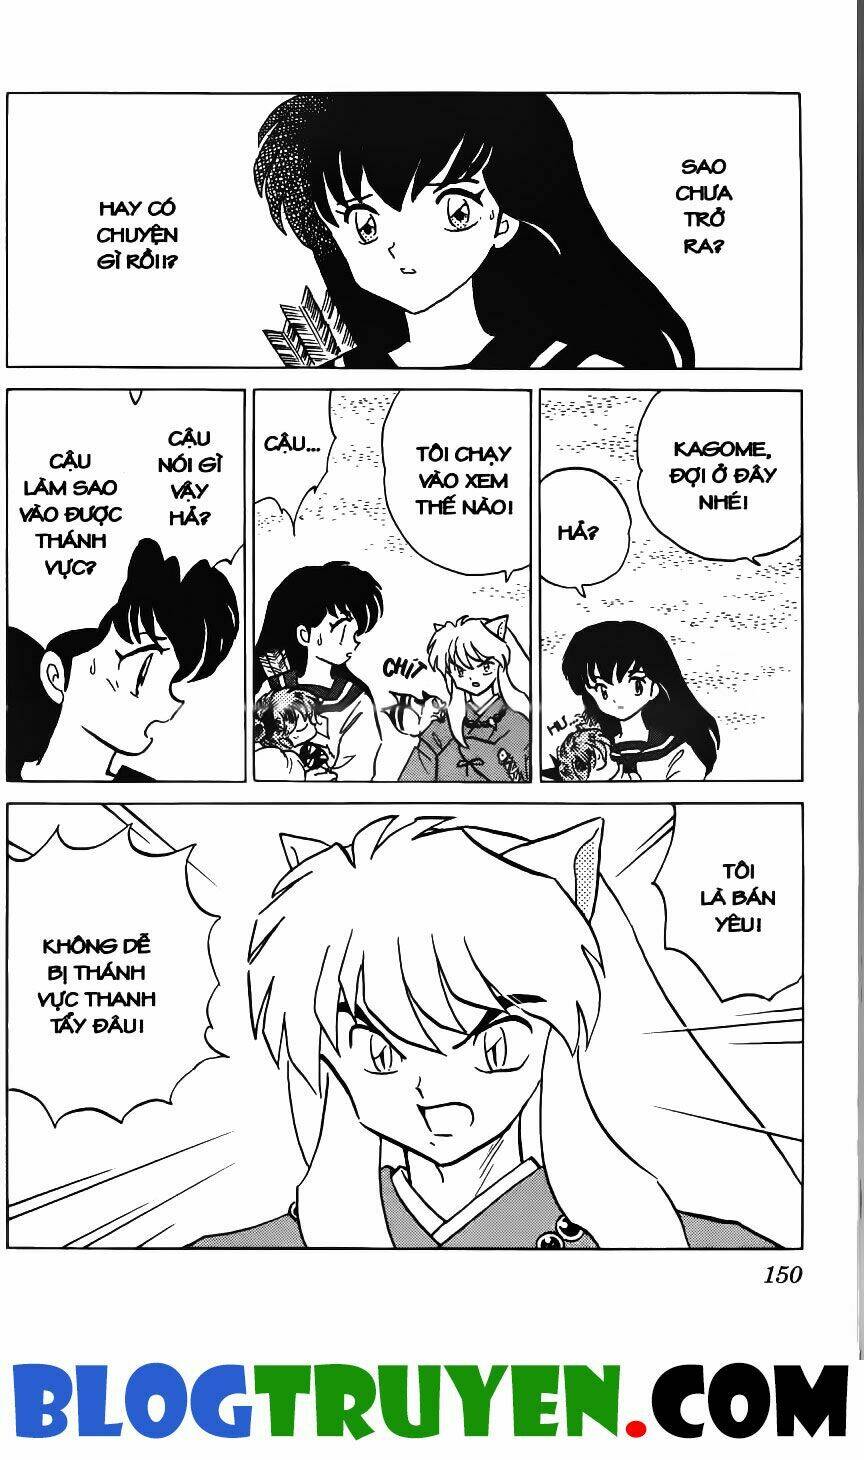 SAO
CHƯA
TRỞ
RA?
HAY CÓ
CHUYỆN
GÌ RỒI!?
KAGOME,
ĐỢI Ở ĐÂY
NHÉ!
HẢ?
HƯ...
TÔI CHẠY
VÀO XEM
THẾ NÀO!
CẬU...
CHÍT
CẬU
NÓI GÌ
VẬY
HẢ?
CẬU
LÀM SAO
VÀO ĐƯỢC
THÁNH
VỰC?
TÔI
LÀ BÁN
YÊU!
KHÔNG DỄ
BỊ THÁNH
VỰC THANH
TẨY ĐÂU!
150
BLOGTRUYEN.COM